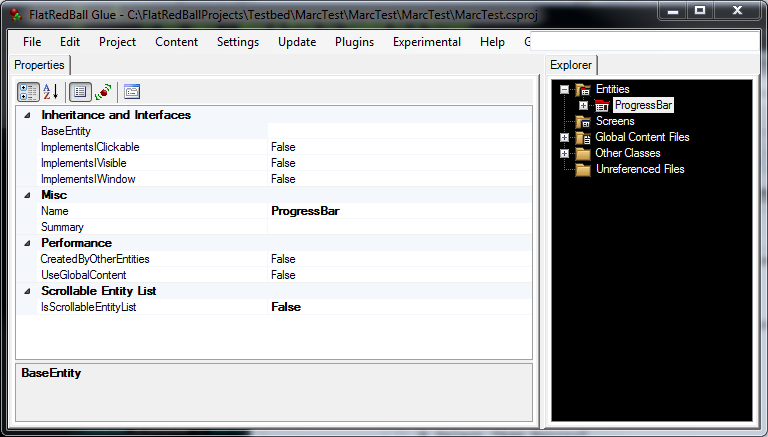 FlatRedBall Glue - C:\FlatRedBallProjects\Testbed\MarcTest\MarcTest\MarcTest\MarcTest.csproj
File Edit Project Content Settings Update Plugins Experimental Help
Properties
Inheritance and Interfaces
BaseEntity
ImplementsIClickable False
ImplementsIVisible False
ImplementsIWindow False
Misc
Name ProgressBar
Summary
Performance
CreatedByOtherEntities False
UseGlobalContent False
Scrollable Entity List
IsScrollableEntityList False
BaseEntity
Explorer
Entities
ProgressBar
Screens
Global Content Files
Other Classes
Unreferenced Files